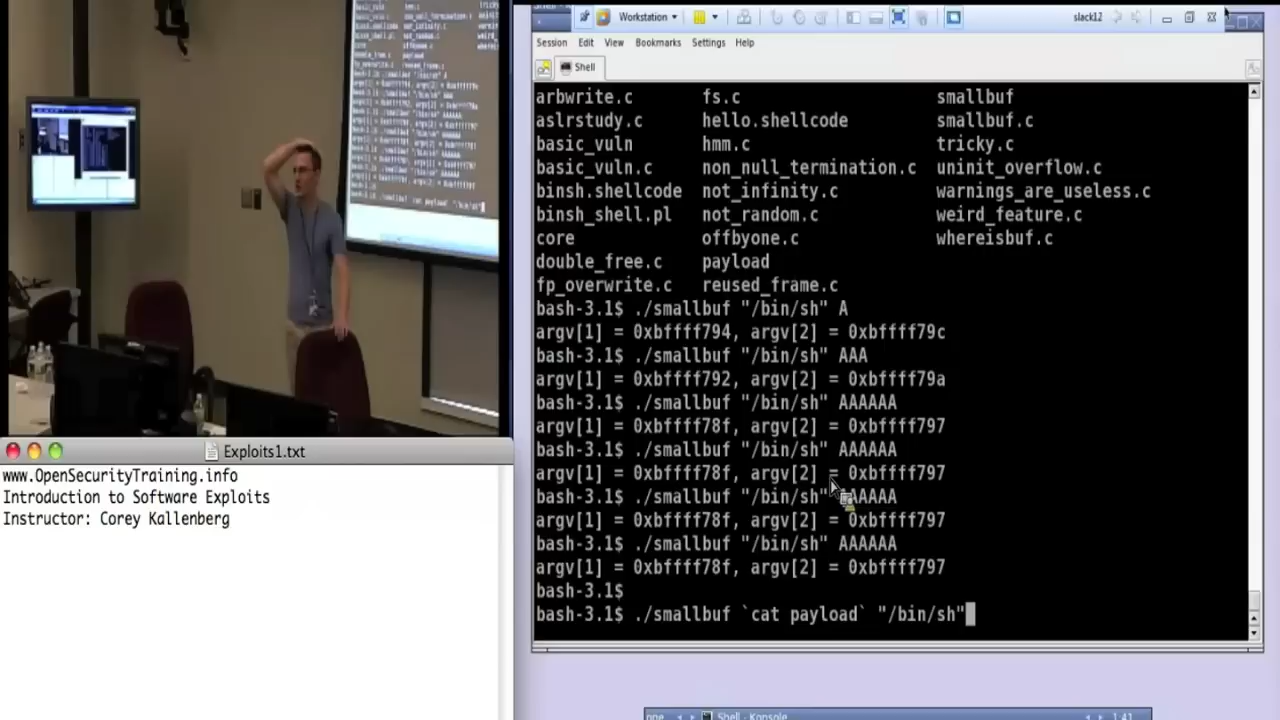 Workstation
slack12
Session Edit View Bookmarks Settings Help
Shell
arbwrite.c fs.c smallbuf
aslrstudy.c hello.shellcode smallbuf.c
basic_vuln hmm.c tricky.c
basic_vuln.c non_null_termination.c uninit_overflow.c
binsh.shellcode not_infinity.c warnings_are_useless.c
binsh_shell.pl not_random.c weird_feature.c
core offbyone.c whereisbuf.c
double_free.c payload
fp_overwrite.c reused_frame.c
bash-3.1$ ./smallbuf "/bin/sh" A
argv[1] = 0xbffff794, argv[2] = 0xbffff79c
bash-3.1$ ./smallbuf "/bin/sh" AAA
argv[1] = 0xbffff792, argv[2] = 0xbffff79a
bash-3.1$ ./smallbuf "/bin/sh" AAAAAA
argv[1] = 0xbffff78f, argv[2] = 0xbffff797
bash-3.1$ ./smallbuf "/bin/sh" AAAAAA
argv[1] = 0xbffff78f, argv[2] = 0xbffff797
bash-3.1$ ./smallbuf "/bin/sh" AAAAAA
argv[1] = 0xbffff78f, argv[2] = 0xbffff797
bash-3.1$ ./smallbuf "/bin/sh" AAAAAA
argv[1] = 0xbffff78f, argv[2] = 0xbffff797
bash-3.1$
bash-3.1$ ./smallbuf `cat payload` "/bin/sh"
Exploits1.txt
www.OpenSecurityTraining.info
Introduction to Software Exploits
Instructor: Corey Kallenberg
Shell - Konsole
1:41